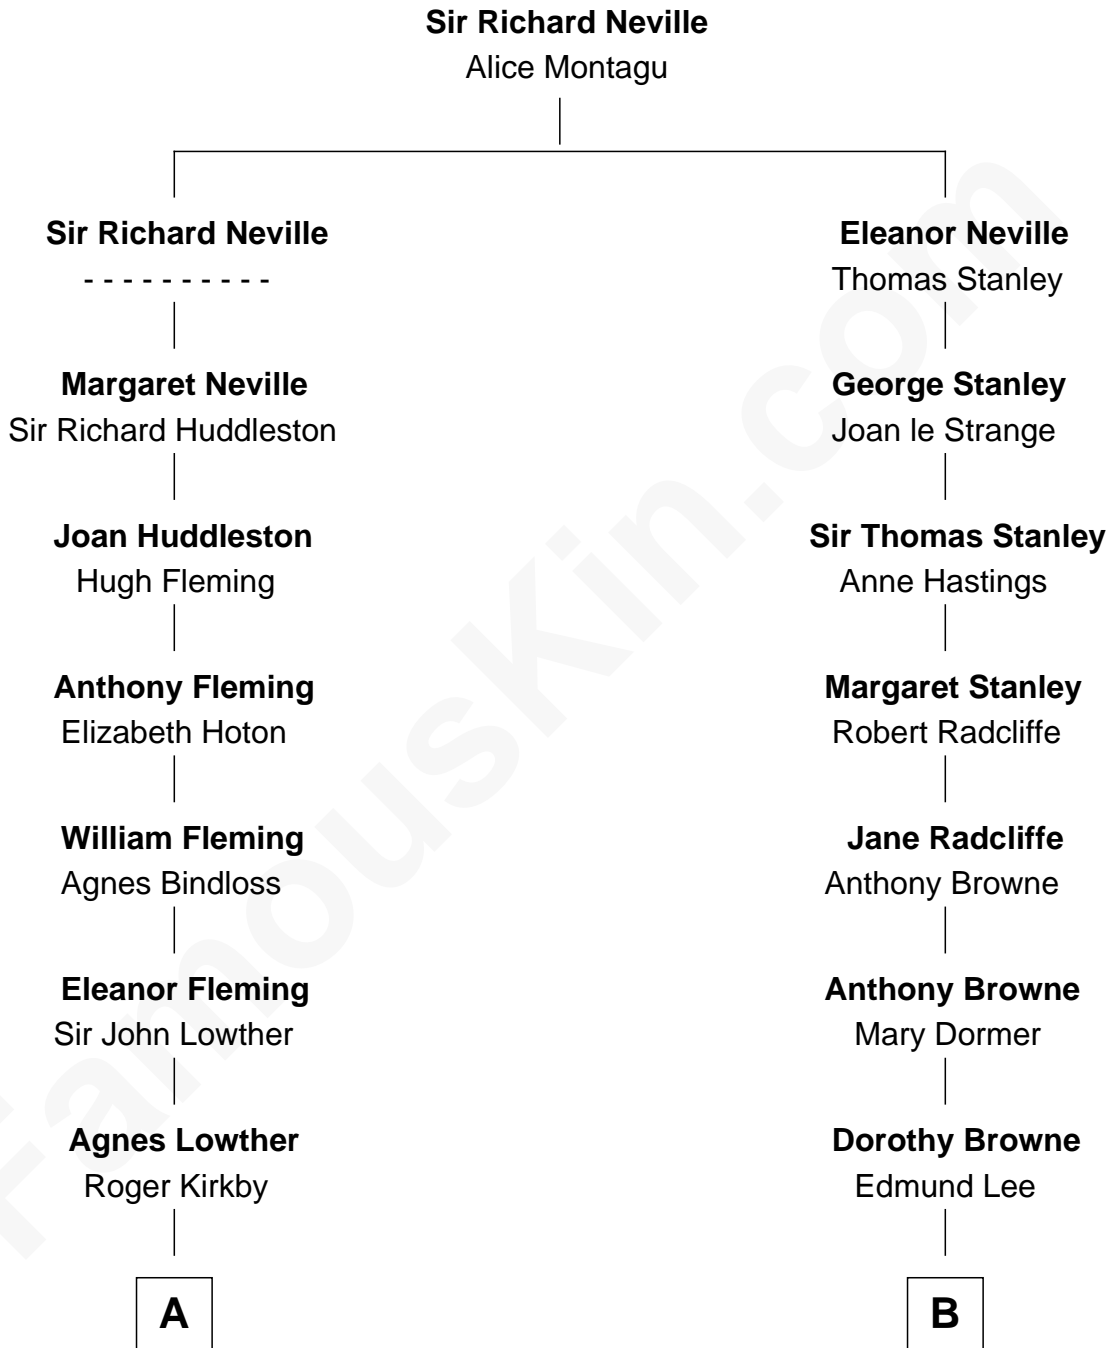 Sir Richard Neville
Alice Montagu
Sir Richard Neville
- - - - - - - - - -
Eleanor Neville
Thomas Stanley
Margaret Neville
Sir Richard Huddleston
George Stanley
Joan le Strange
Joan Huddleston
Hugh Fleming
Sir Thomas Stanley
Anne Hastings
Anthony Fleming
Elizabeth Hoton
Margaret Stanley
Robert Radcliffe
William Fleming
Agnes Bindloss
Jane Radcliffe
Anthony Browne
Eleanor Fleming
Sir John Lowther
Anthony Browne
Mary Dormer
Agnes Lowther
Roger Kirkby
Dorothy Browne
Edmund Lee
A
B
FamousKin.com